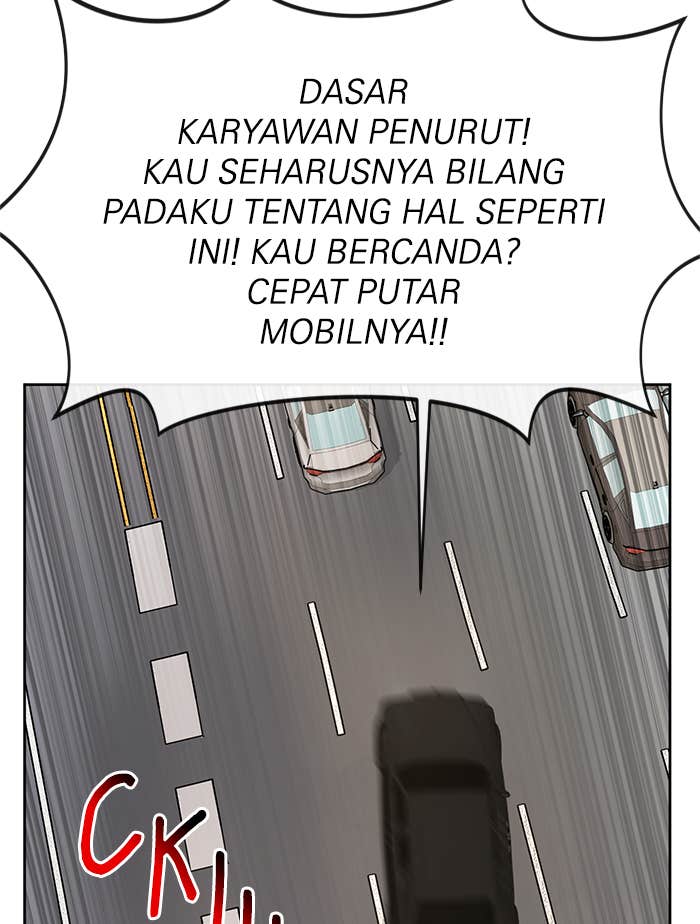 DASAR
KARYAWAN PENURUT!
KAU SEHARUSNYA BILANG
PADAKU TENTANG HAL SEPERTI
INI! KAU BERCANDA?
CEPAT PUTAR
MOBILNYA!!